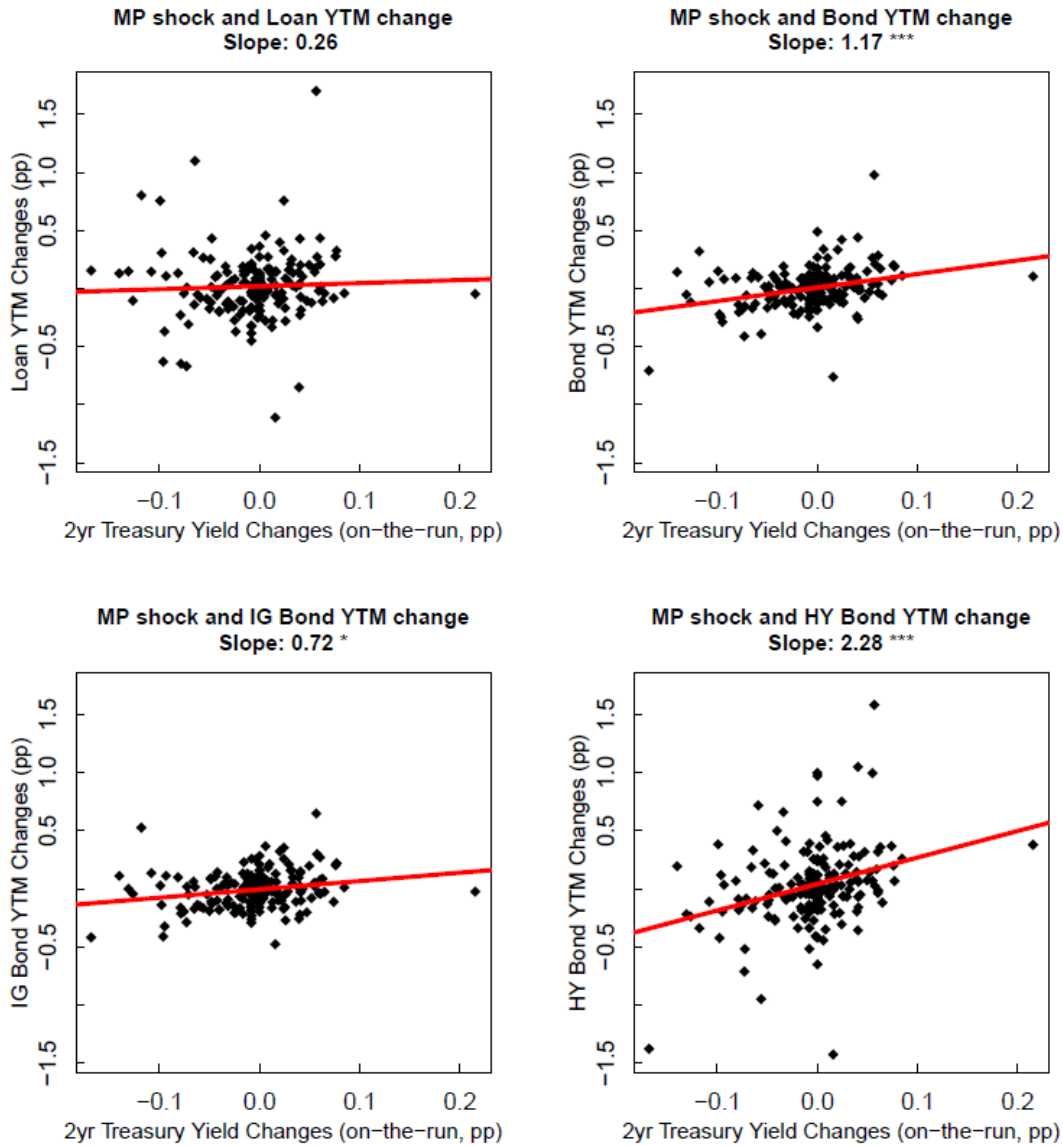 MP shock and Loan YTM change
Slope: 0.26
Loan YTM Changes (pp)
1.5
1.0
0.5
−0.5
−1.5
−0.1
0.0
0.1
0.2
2yr Treasury Yield Changes (on−the−run, pp)
MP shock and Bond YTM change
Slope: 1.17 ***
Bond YTM Changes (pp)
1.5
1.0
0.5
−0.5
−1.5
−0.1
0.0
0.1
0.2
2yr Treasury Yield Changes (on−the−run, pp)
MP shock and IG Bond YTM change
Slope: 0.72 *
IG Bond YTM Changes (pp)
1.5
1.0
0.5
−0.5
−1.5
−0.1
0.0
0.1
0.2
2yr Treasury Yield Changes (on−the−run, pp)
MP shock and HY Bond YTM change
Slope: 2.28 ***
HY Bond YTM Changes (pp)
1.5
1.0
0.5
−0.5
−1.5
−0.1
0.0
0.1
0.2
2yr Treasury Yield Changes (on−the−run, pp)